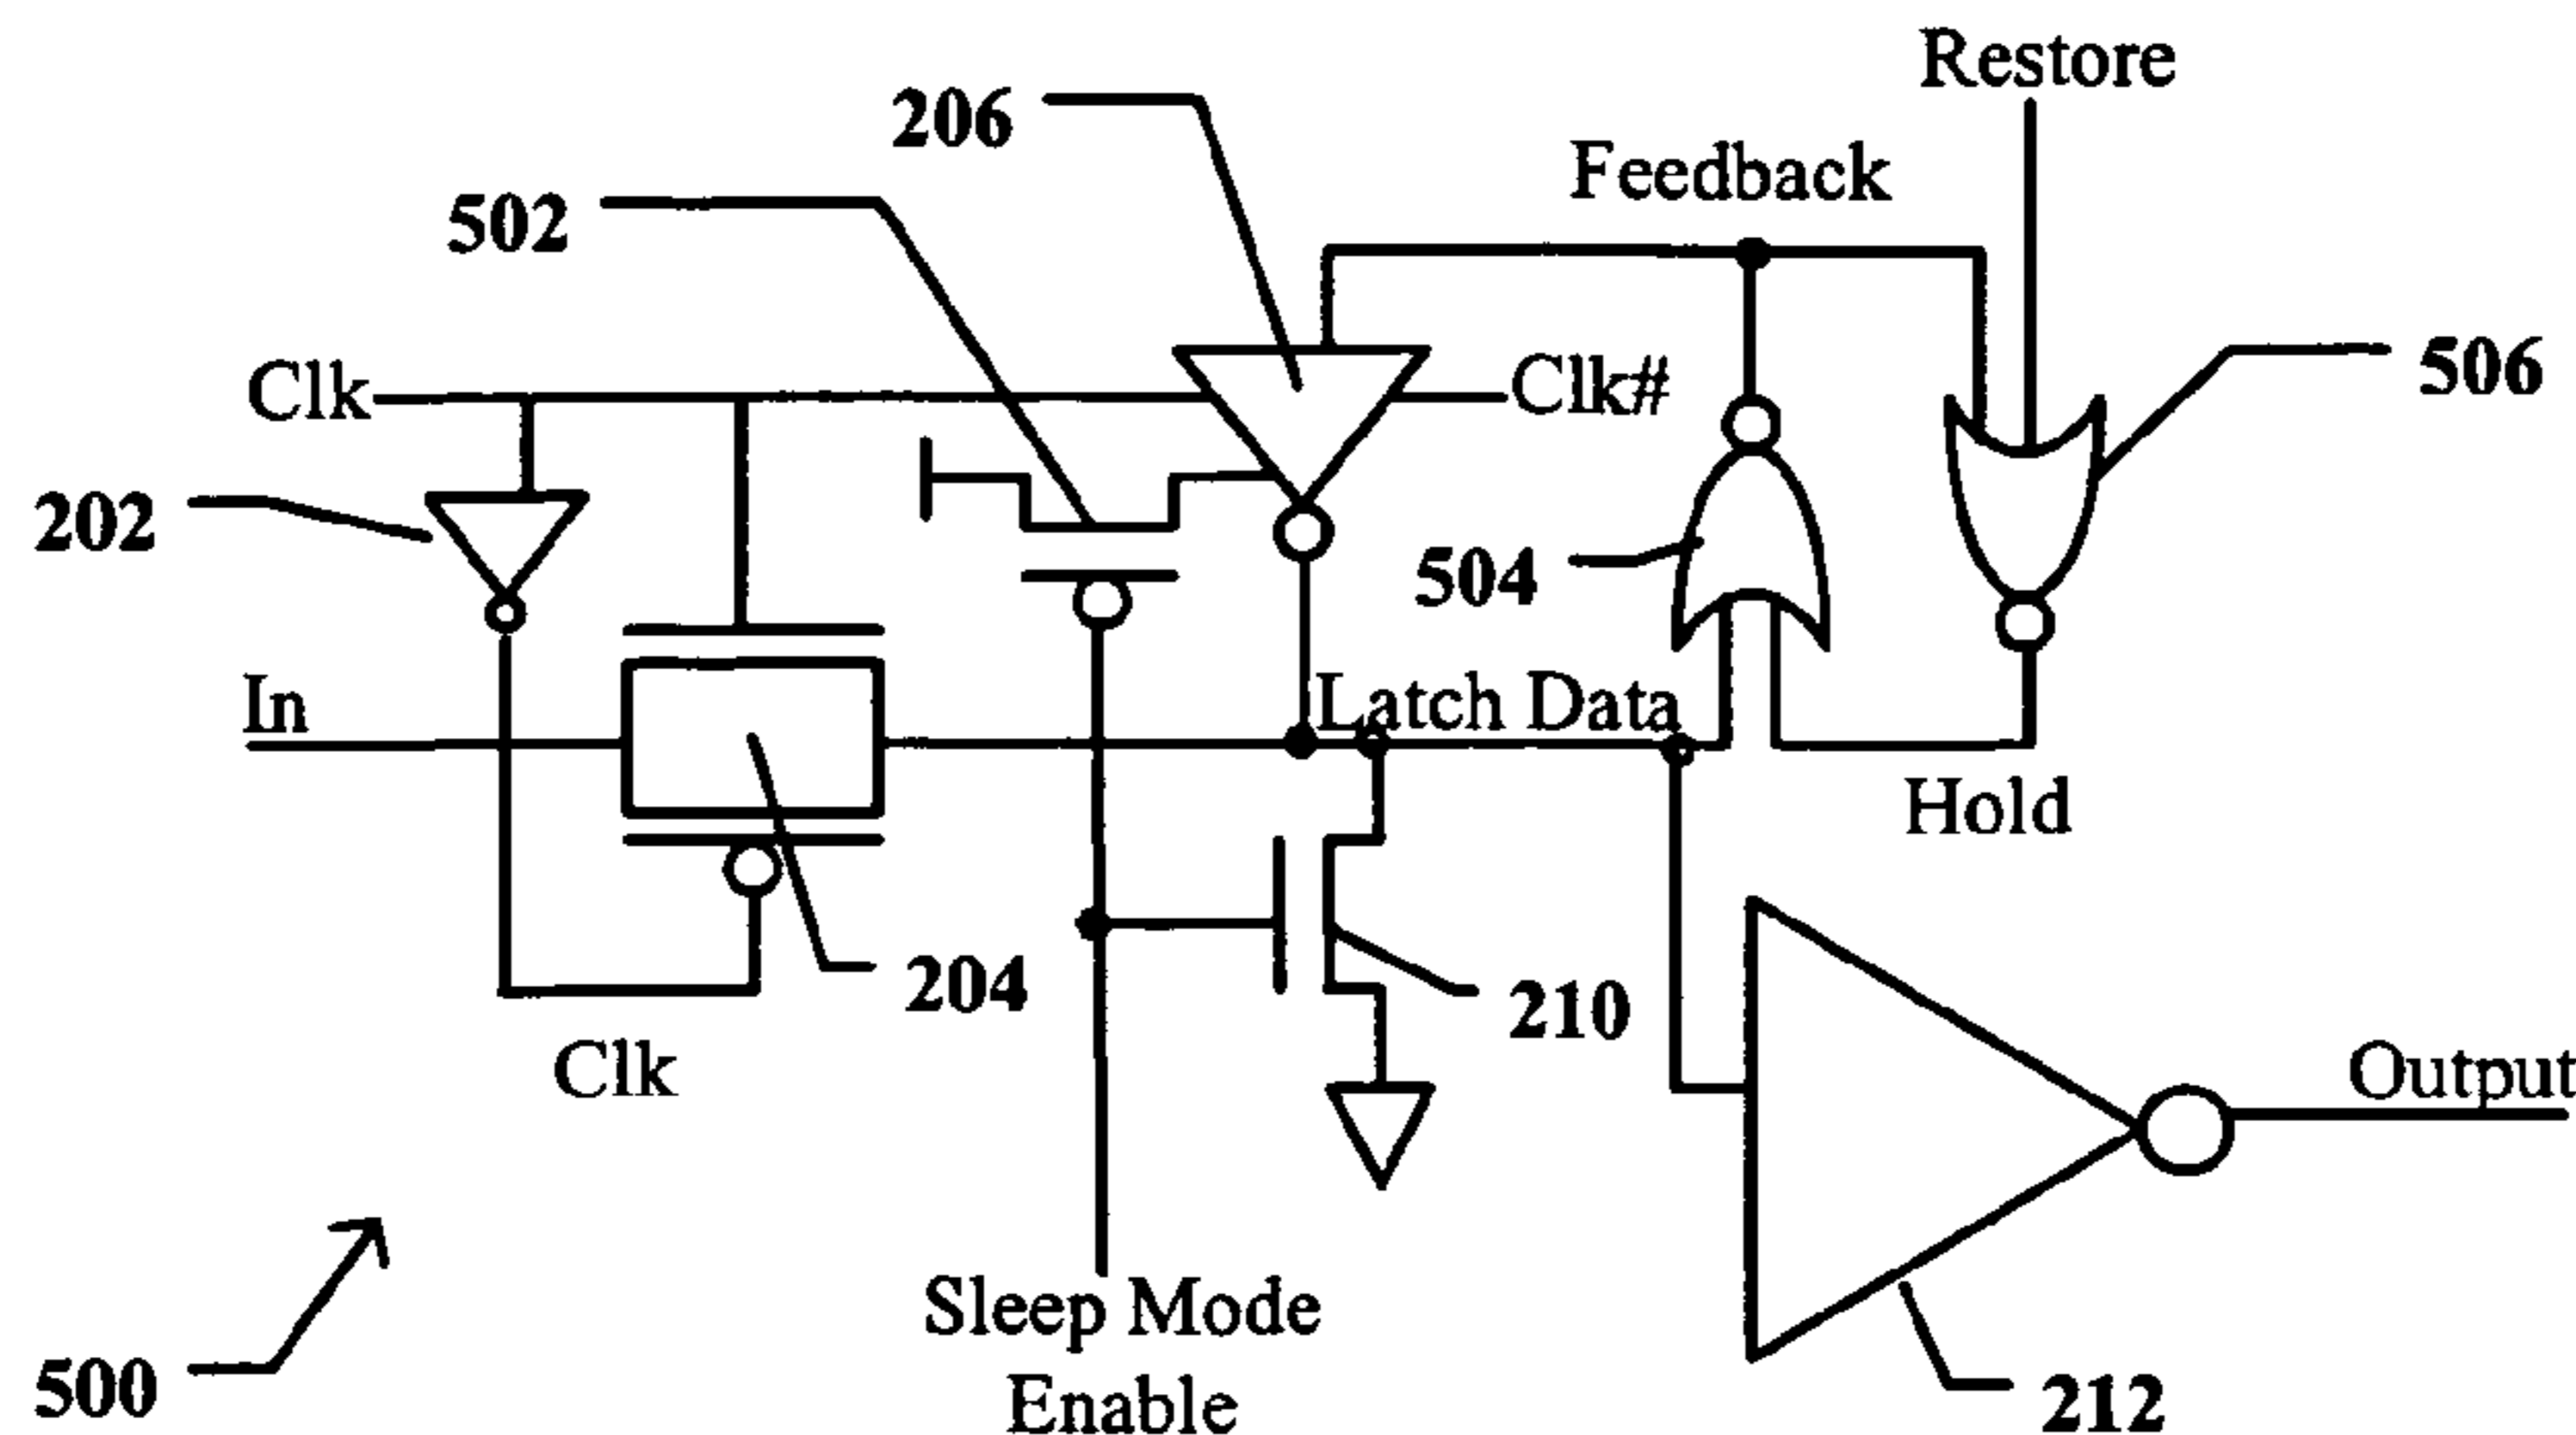 Restore
206
Feedback
502
Clk
Clk#
506
202
504
In
Latch Data
Hold
204
210
Clk
Output
Sleep Mode
Enable
500
212